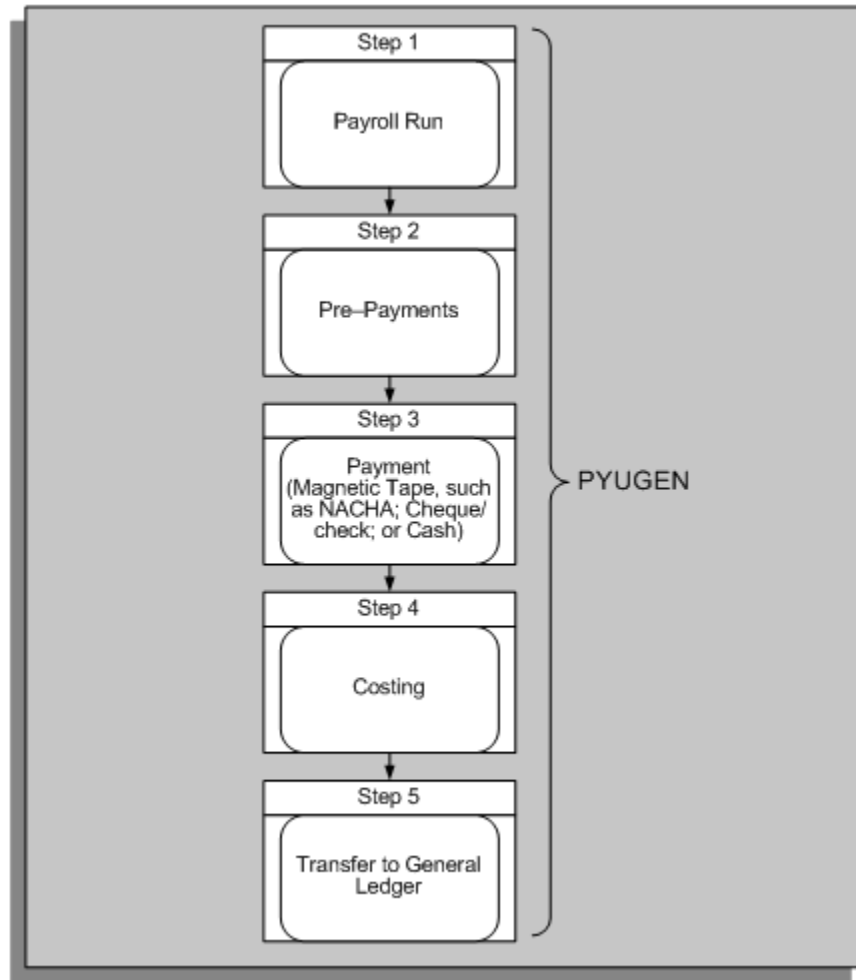 Step 1
Payroll Run
Step 2
Pre–Payments
Step 3
Payment
(Magnetic Tape, such
as NACHA; Cheque/
check; or Cash)
PYUGEN
Step 4
Costing
Step 5
Transfer to General
Ledger